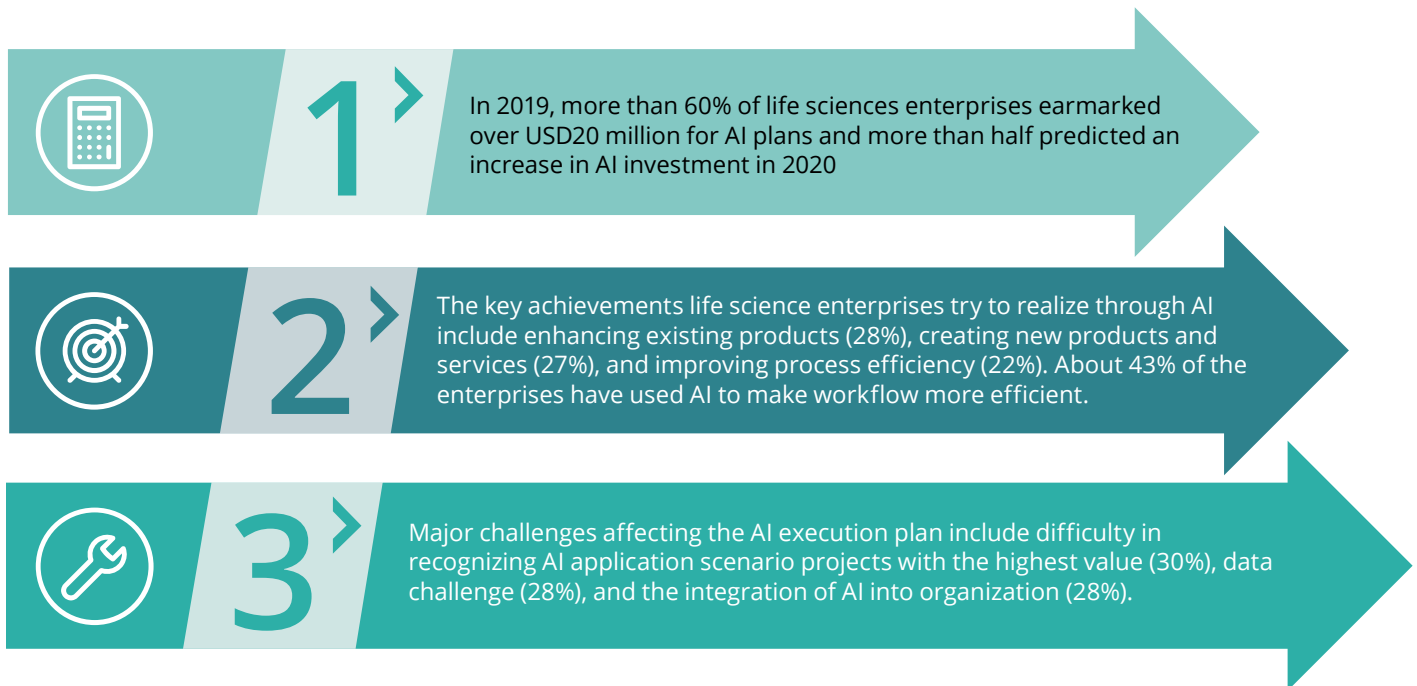 1
In 2019, more than 60% of life sciences enterprises earmarked
over USD20 million for AI plans and more than half predicted an
increase in AI investment in 2020
2
The key achievements life science enterprises try to realize through AI
include enhancing existing products (28%), creating new products and
services (27%), and improving process efficiency (22%). About 43% of the
enterprises have used AI to make workflow more efficient.
3
Major challenges affecting the AI execution plan include difficulty in
recognizing AI application scenario projects with the highest value (30%), data
challenge (28%), and the integration of AI into organization (28%).